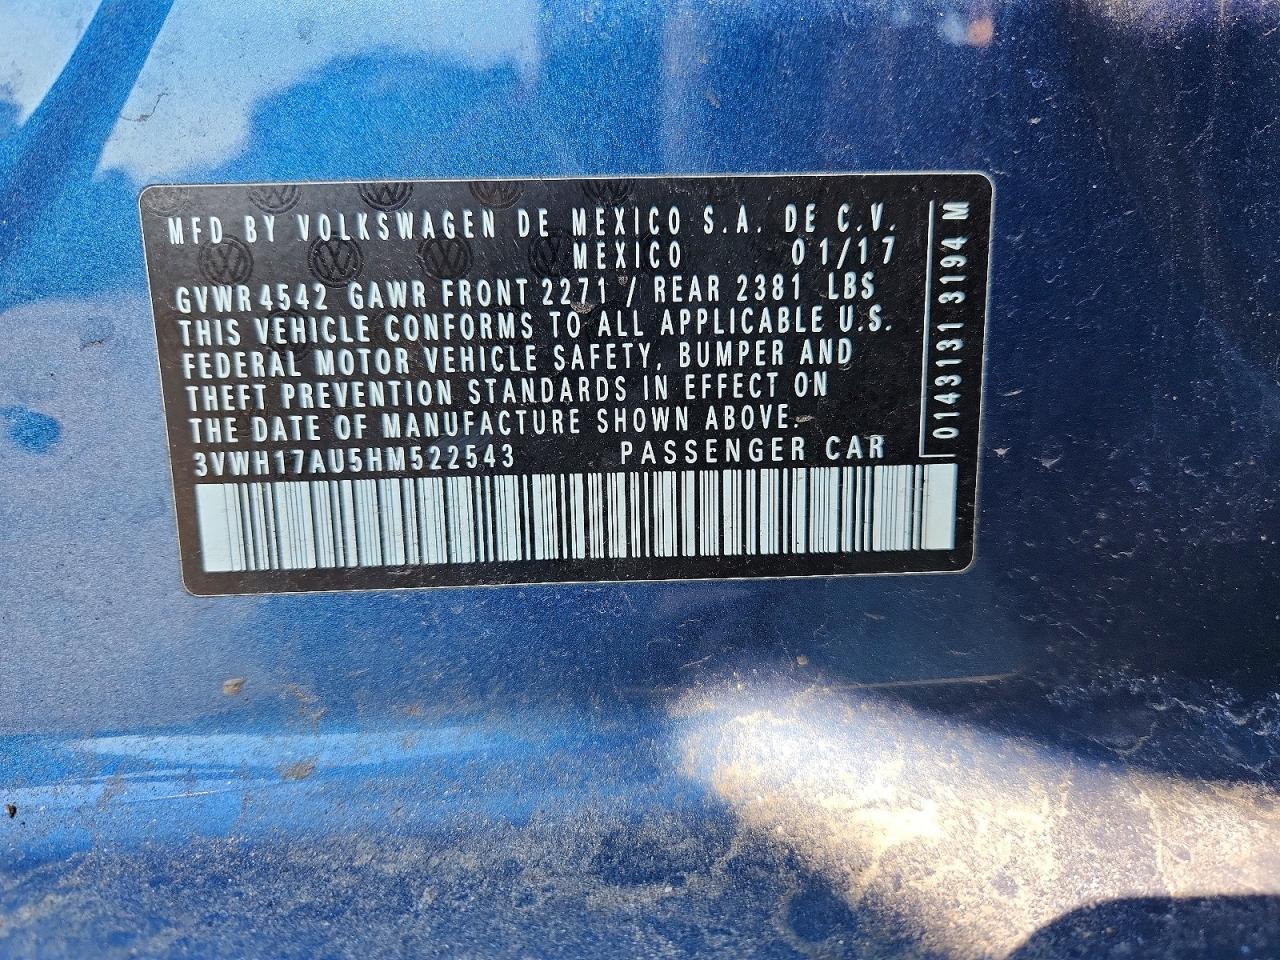 MFD BY VOLKSWAGEN DE MEXICO S.A. DE C.V.
MEXICO 01/17
GVWR 4542 GAWR FRONT 2271 / REAR 2381 LBS
THIS VEHICLE CONFORMS TO ALL APPLICABLE U.S.
FEDERAL MOTOR VEHICLE SAFETY, BUMPER AND
THEFT PREVENTION STANDARDS IN EFFECT ON
THE DATE OF MANUFACTURE SHOWN ABOVE.
3VWH17AU5HM522543 PASSENGER CAR
0143131 3194 M